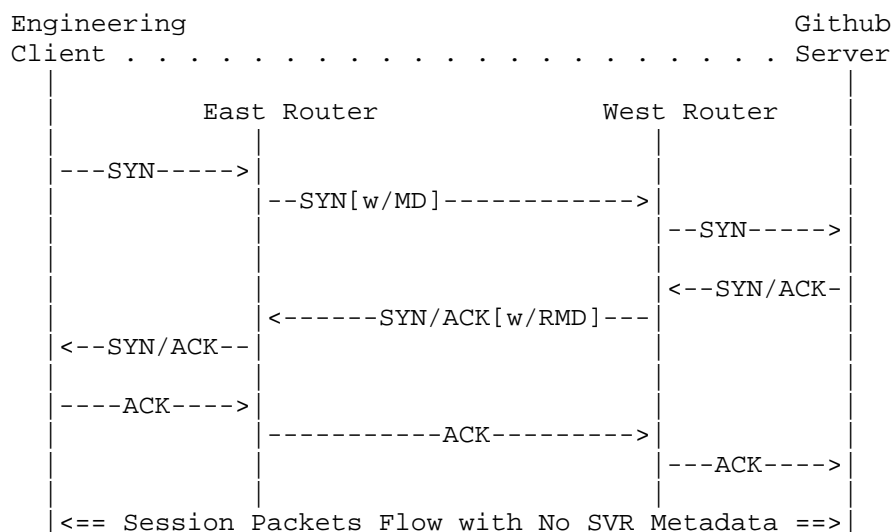 Engineering Github
Client . . . . . . . . . . . . . . . . . . . . . Server
East Router West Router
---SYN----->
--SYN[w/MD]------------>
--SYN----->
<--SYN/ACK-
<------SYN/ACK[w/RMD]---
<--SYN/ACK--
----ACK---->
-----------ACK--------->
---ACK---->
<== Session Packets Flow with No SVR Metadata ==>